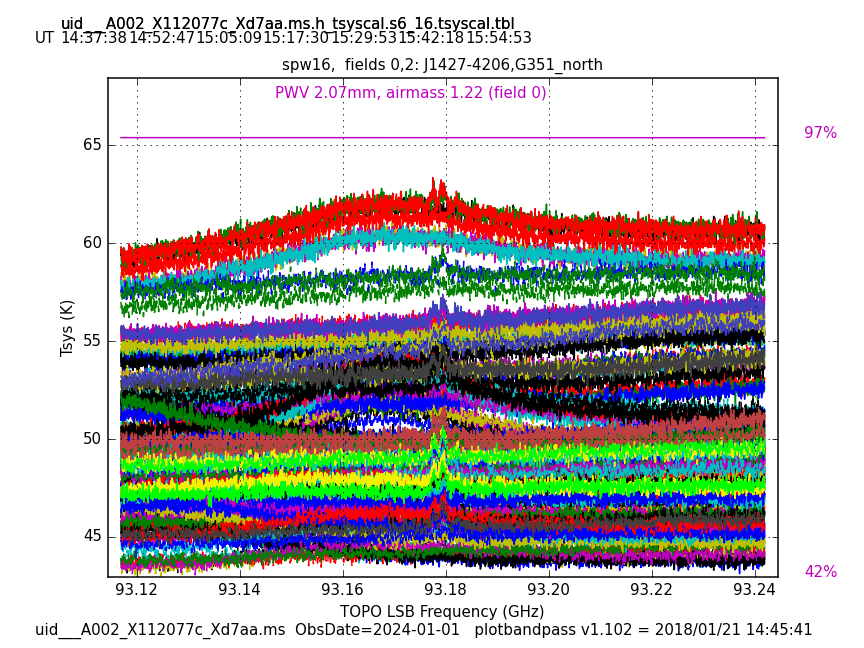 uid___A002_X112077c_Xd7aa.ms.h_tsyscal.s6_16.tsyscal.tbl
UT 14:37:38 14:52:47 15:05:09 15:17:30 15:29:53 15:42:18 15:54:53
spw16,  fields 0,2: J1427-4206,G351_north
PWV 2.07mm, airmass 1.22 (field 0)
97%
65
60
55
50
45
Tsys (K)
42%
93.12 93.14 93.16 93.18 93.20 93.22 93.24
TOPO LSB Frequency (GHz)
uid___A002_X112077c_Xd7aa.ms  ObsDate=2024-01-01   plotbandpass v1.102 = 2018/01/21 14:45:41